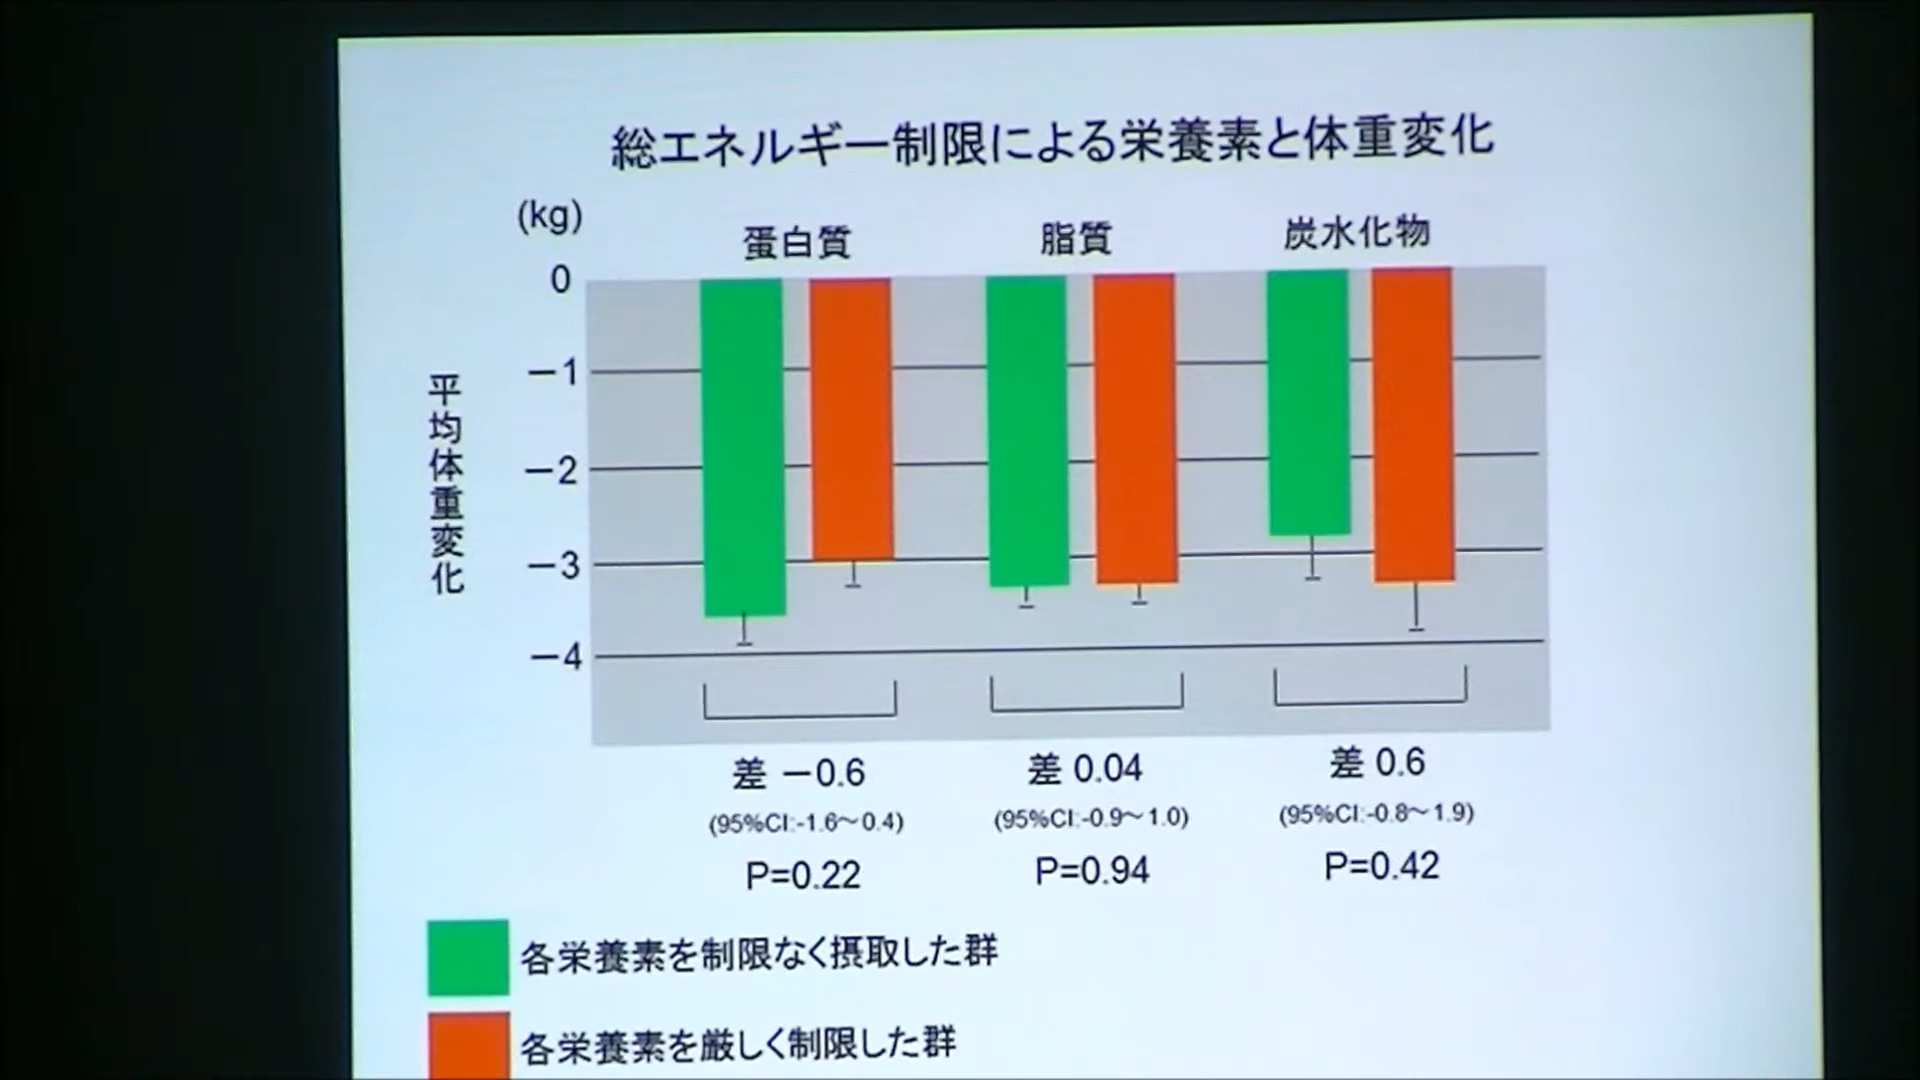 総エネルギー制限による栄養素と体重変化
(kg)
蛋白質 脂質 炭水化物
0
−1
−2
−3
−4
平均体重変化
差 −0.6 差 0.04 差 0.6
(95%CI:-1.6〜0.4) (95%CI:-0.9〜1.0) (95%CI:-0.8〜1.9)
P=0.22 P=0.94 P=0.42
各栄養素を制限なく摂取した群
各栄養素を厳しく制限した群